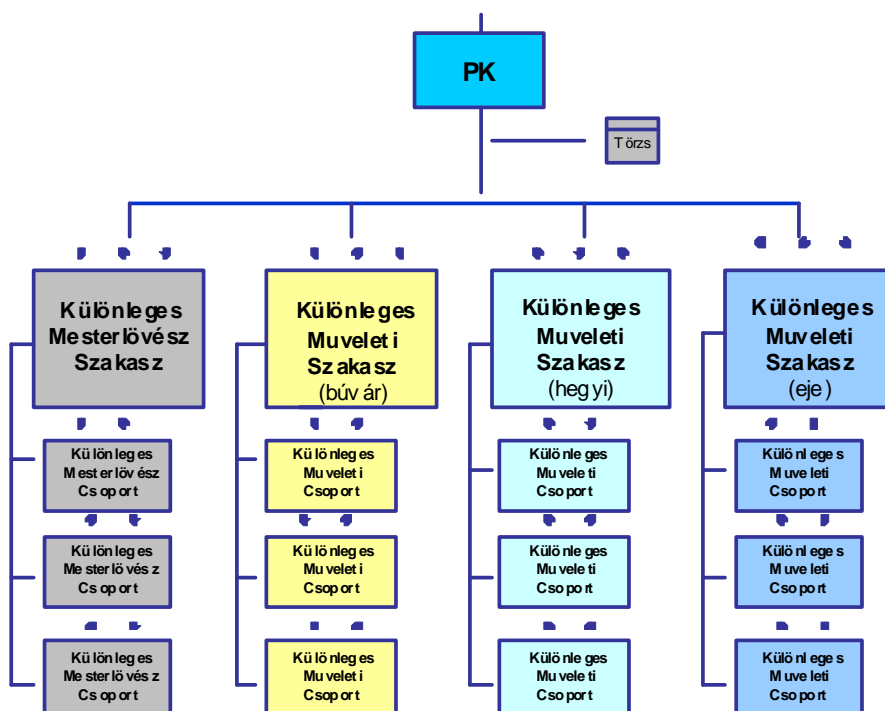 PK
Törzs
Különleges
Mesterlövész
Szakasz
Különleges
Muveleti
Szakasz
(búvár)
Különleges
Muveleti
Szakasz
(hegyi)
Különleges
Muveleti
Szakasz
(eje)
Különleges
Mesterlövész
Csoport
Különleges
Muveleti
Csoport
Különleges
Muveleti
Csoport
Különleges
Muveleti
Csoport
Különleges
Mesterlövész
Csoport
Különleges
Muveleti
Csoport
Különleges
Muveleti
Csoport
Különleges
Muveleti
Csoport
Különleges
Mesterlövész
Csoport
Különleges
Muveleti
Csoport
Különleges
Muveleti
Csoport
Különleges
Muveleti
Csoport